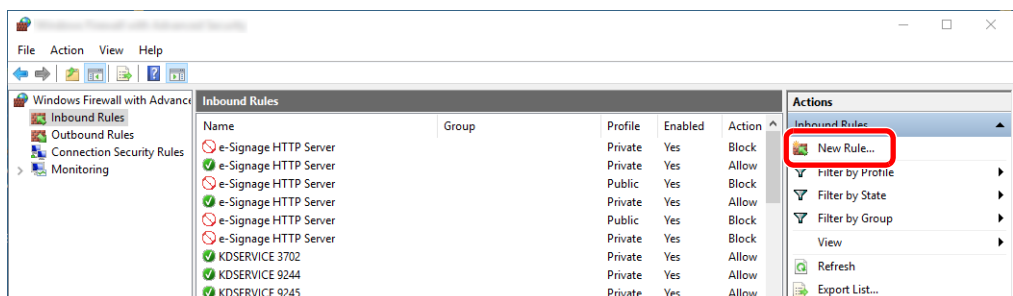 File Action View Help
Windows Firewall with Advance
Inbound Rules
Outbound Rules
Connection Security Rules
Monitoring
Inbound Rules
Name Group Profile Enabled Action
e-Signage HTTP Server Private Yes Block
e-Signage HTTP Server Private Yes Allow
e-Signage HTTP Server Public Yes Block
e-Signage HTTP Server Private Yes Allow
e-Signage HTTP Server Public Yes Block
e-Signage HTTP Server Private Yes Block
KDSERVICE 3702 Private Yes Allow
KDSERVICE 9244 Private Yes Allow
KDSERVICE 9245 Private Yes Allow
Actions
Inbound Rules
New Rule...
Filter by Profile
Filter by State
Filter by Group
View
Refresh
Export List...